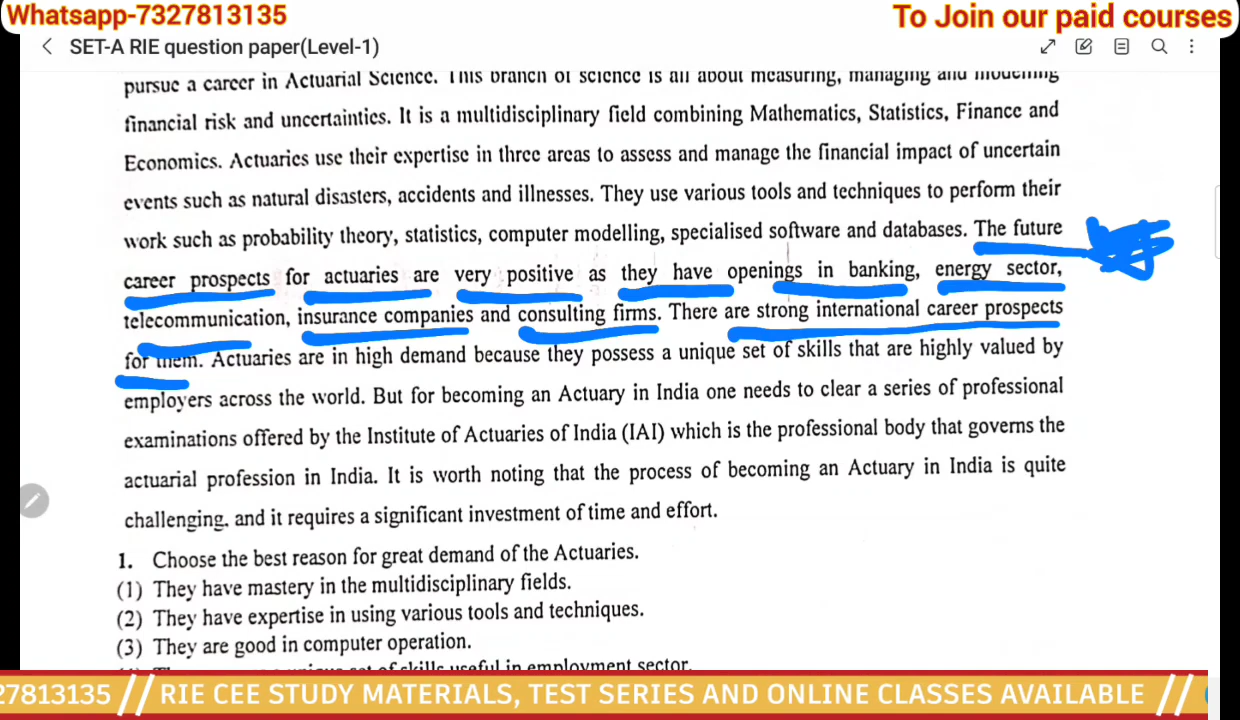 Whatsapp-7327813135
To Join our paid courses
SET-A RIE question paper(Level-1)
pursue a career in Actuarial Science. This branch of science is all about measuring, managing and modelling
financial risk and uncertainties. It is a multidisciplinary field combining Mathematics, Statistics, Finance and
Economics. Actuaries use their expertise in three areas to assess and manage the financial impact of uncertain
events such as natural disasters, accidents and illnesses. They use various tools and techniques to perform their
work such as probability theory, statistics, computer modelling, specialised software and databases. The future
career prospects for actuaries are very positive as they have openings in banking, energy sector,
telecommunication, insurance companies and consulting firms. There are strong international career prospects
for them. Actuaries are in high demand because they possess a unique set of skills that are highly valued by
employers across the world. But for becoming an Actuary in India one needs to clear a series of professional
examinations offered by the Institute of Actuaries of India (IAI) which is the professional body that governs the
actuarial profession in India. It is worth noting that the process of becoming an Actuary in India is quite
challenging, and it requires a significant investment of time and effort.
1. Choose the best reason for great demand of the Actuaries.
(1) They have mastery in the multidisciplinary fields.
(2) They have expertise in using various tools and techniques.
(3) They are good in computer operation.
set of skills useful in employment sector.
27813135 // RIE CEE STUDY MATERIALS, TEST SERIES AND ONLINE CLASSES AVAILABLE //